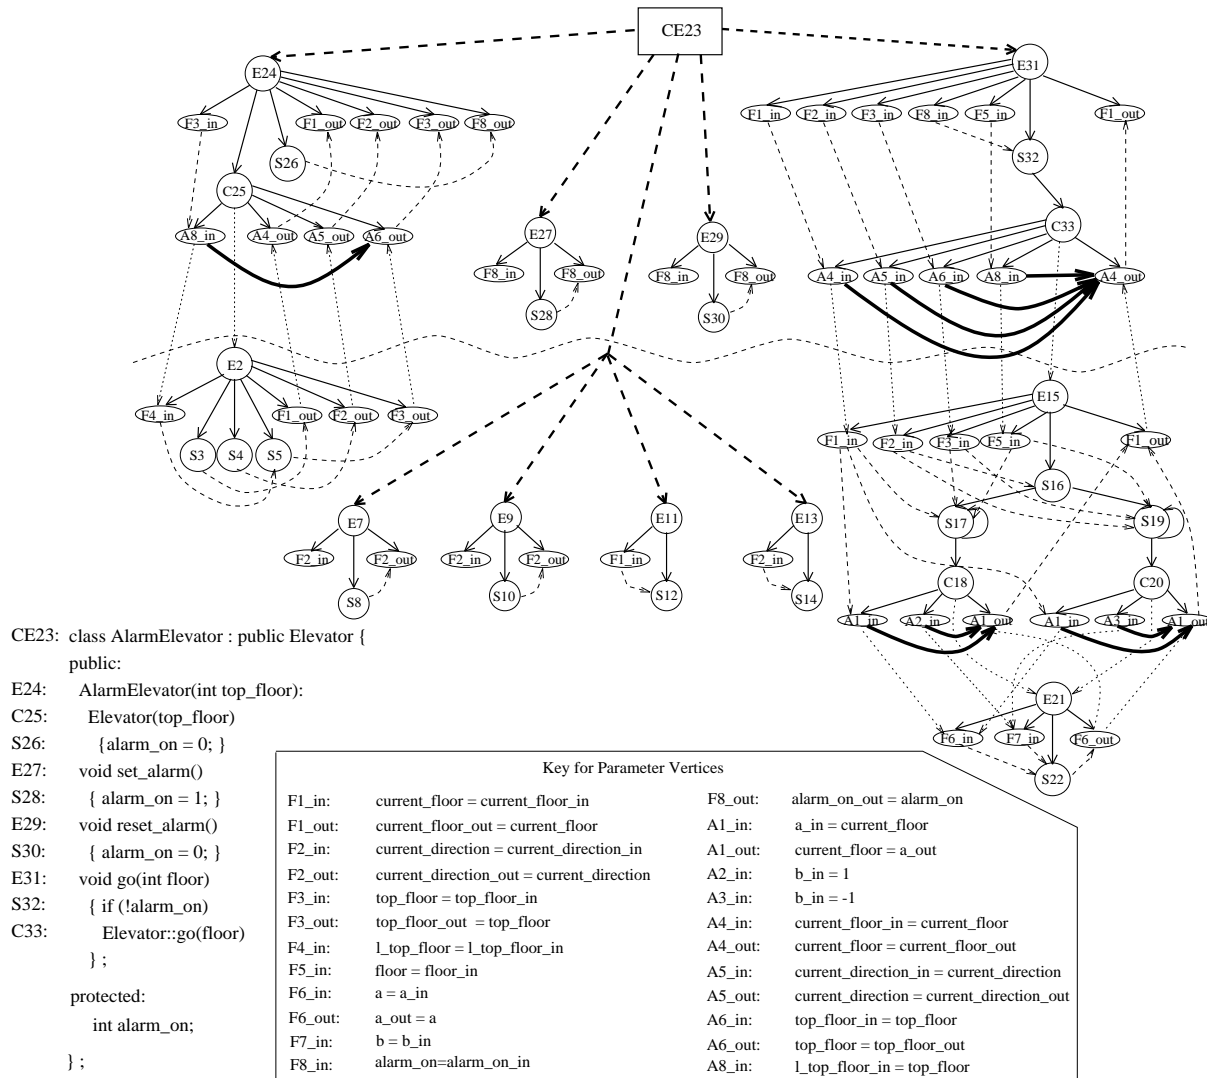 CE23
E24
E31
F3_in F1_out F2_out F3_out F8_out
F1_in F2_in F3_in F8_in F5_in F1_out
S26
S32
C25
A8_in A4_out A5_out A6_out
E27
E29
C33
F8_in F8_out
F8_in F8_out
A4_in A5_in A6_in A8_in A4_out
S28
S30
E2
E15
F4_in F1_out F2_out F3_out
F1_in F2_in F3_in F5_in F1_out
S3 S4 S5
S16
E7 E9 E11 E13
S17 S19
F2_in F2_out F2_in F2_out F1_in F2_in
C18 C20
S8 S10 S12 S14
A1_in A2_in A1_out A1_in A3_in A1_out
E21
F6_in F7_in F6_out
S22
CE23: class AlarmElevator : public Elevator {
public:
E24: AlarmElevator(int top_floor):
C25: Elevator(top_floor)
S26: {alarm_on = 0; }
E27: void set_alarm()
S28: { alarm_on = 1; }
E29: void reset_alarm()
S30: { alarm_on = 0; }
E31: void go(int floor)
S32: { if (!alarm_on)
C33: Elevator::go(floor)
} ;
protected:
int alarm_on;
} ;
Key for Parameter Vertices
F1_in: current_floor = current_floor_in
F1_out: current_floor_out = current_floor
F2_in: current_direction = current_direction_in
F2_out: current_direction_out = current_direction
F3_in: top_floor = top_floor_in
F3_out: top_floor_out = top_floor
F4_in: l_top_floor = l_top_floor_in
F5_in: floor = floor_in
F6_in: a = a_in
F6_out: a_out = a
F7_in: b = b_in
F8_in: alarm_on=alarm_on_in
F8_out: alarm_on_out = alarm_on
A1_in: a_in = current_floor
A1_out: current_floor = a_out
A2_in: b_in = 1
A3_in: b_in = -1
A4_in: current_floor_in = current_floor
A4_out: current_floor = current_floor_out
A5_in: current_direction_in = current_direction
A5_out: current_direction = current_direction_out
A6_in: top_floor_in = top_floor
A6_out: top_floor = top_floor_out
A8_in: l_top_floor_in = top_floor